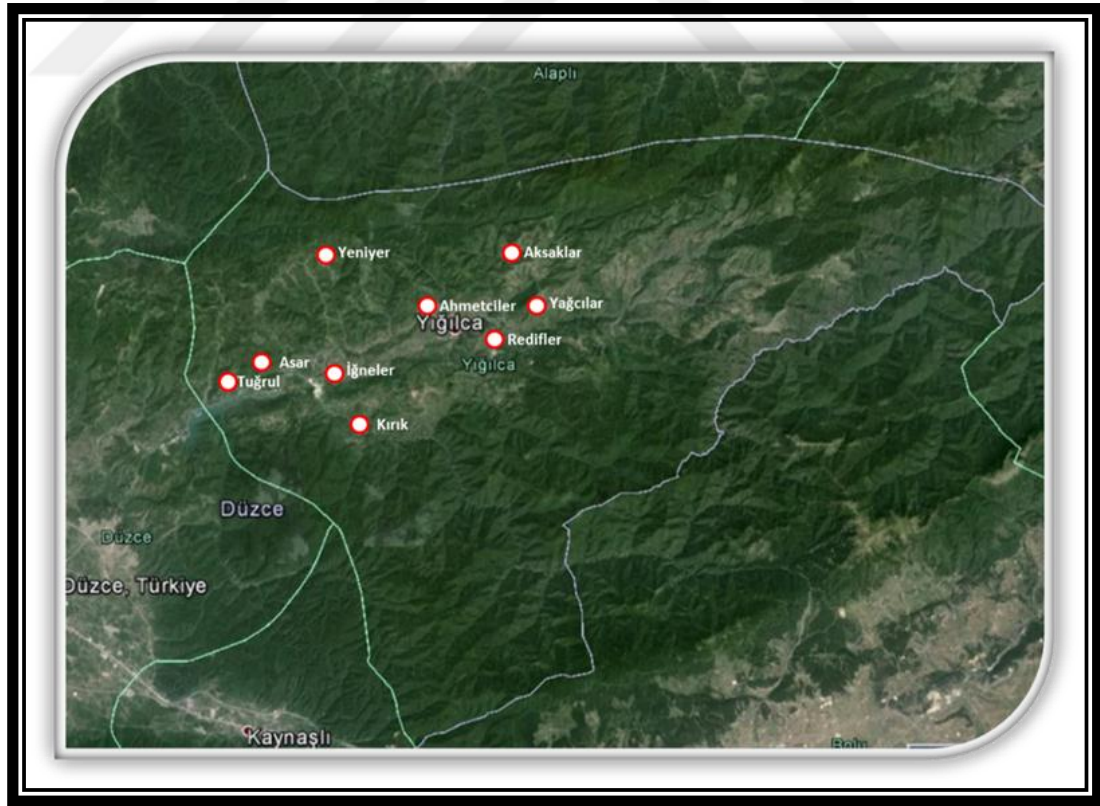 Alaplı
Yeniyer
Aksaklar
Ahmetciler
Yağcılar
Yığılca
Redifler
Yığılca
Asar
İğneler
Tuğrul
Kırık
Düzce
Düzce
Düzce, Türkiye
Kaynaşlı
Bolu